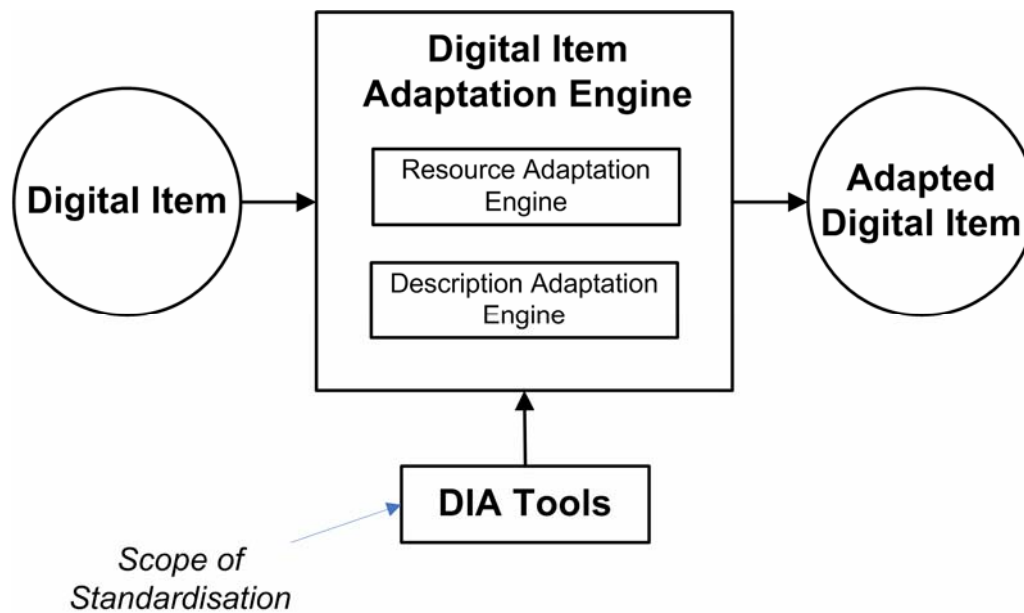 Digital Item
Adaptation Engine
Resource Adaptation
Engine
Description Adaptation
Engine
Digital Item
Adapted
Digital Item
DIA Tools
Scope of
Standardisation